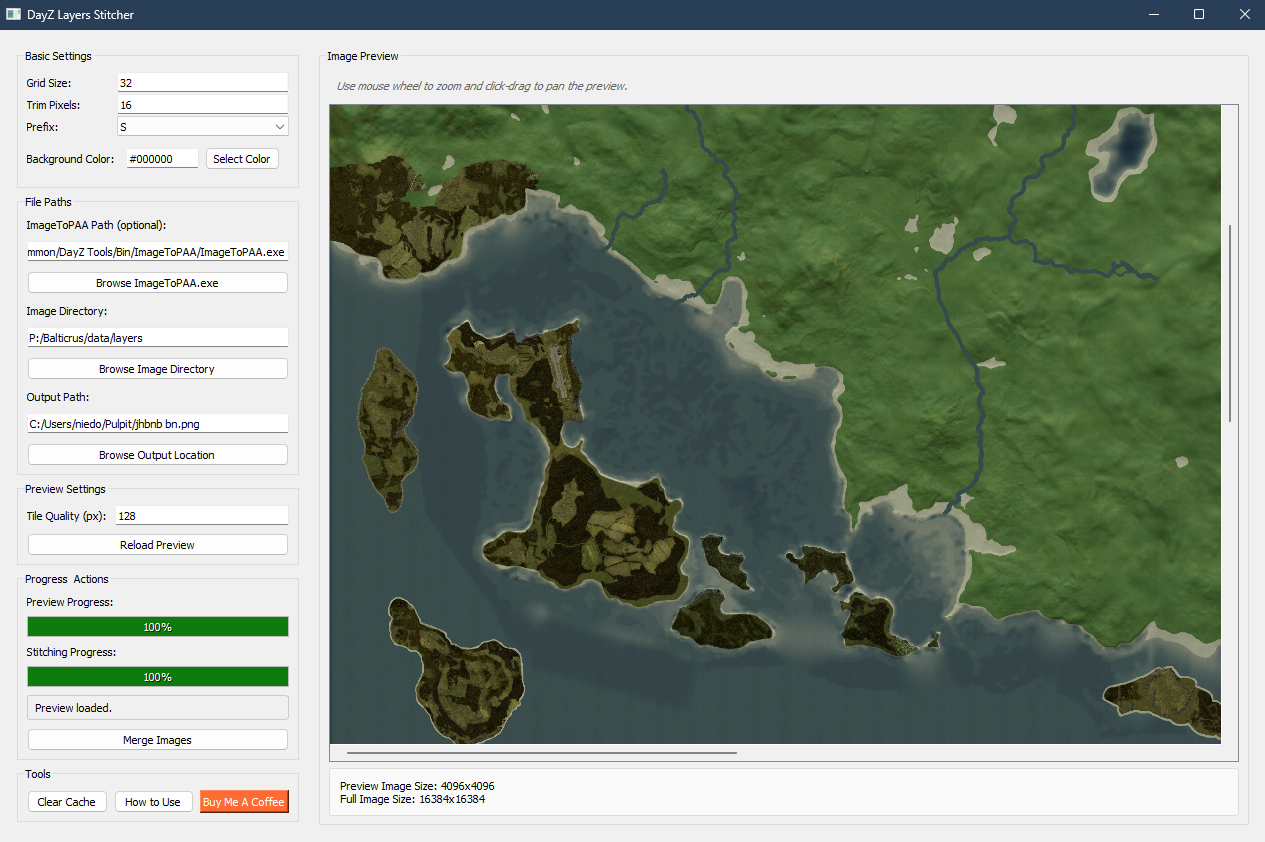 DayZ Layers Stitcher
Basic Settings
Grid Size: 32
Trim Pixels: 16
Prefix: S
Background Color: #000000 Select Color
File Paths
ImageToPAA Path (optional):
mmon/DayZ Tools/Bin/ImageToPAA/ImageToPAA.exe
Browse ImageToPAA.exe
Image Directory:
P:/Balticrus/data/layers
Browse Image Directory
Output Path:
C:/Users/niedo/Pulpit/jhbnb bn.png
Browse Output Location
Preview Settings
Tile Quality (px): 128
Reload Preview
Progress Actions
Preview Progress:
100%
Stitching Progress:
100%
Preview loaded.
Merge Images
Tools
Clear Cache How to Use Buy Me A Coffee
Image Preview
Use mouse wheel to zoom and click-drag to pan the preview.
Preview Image Size: 4096x4096
Full Image Size: 16384x16384